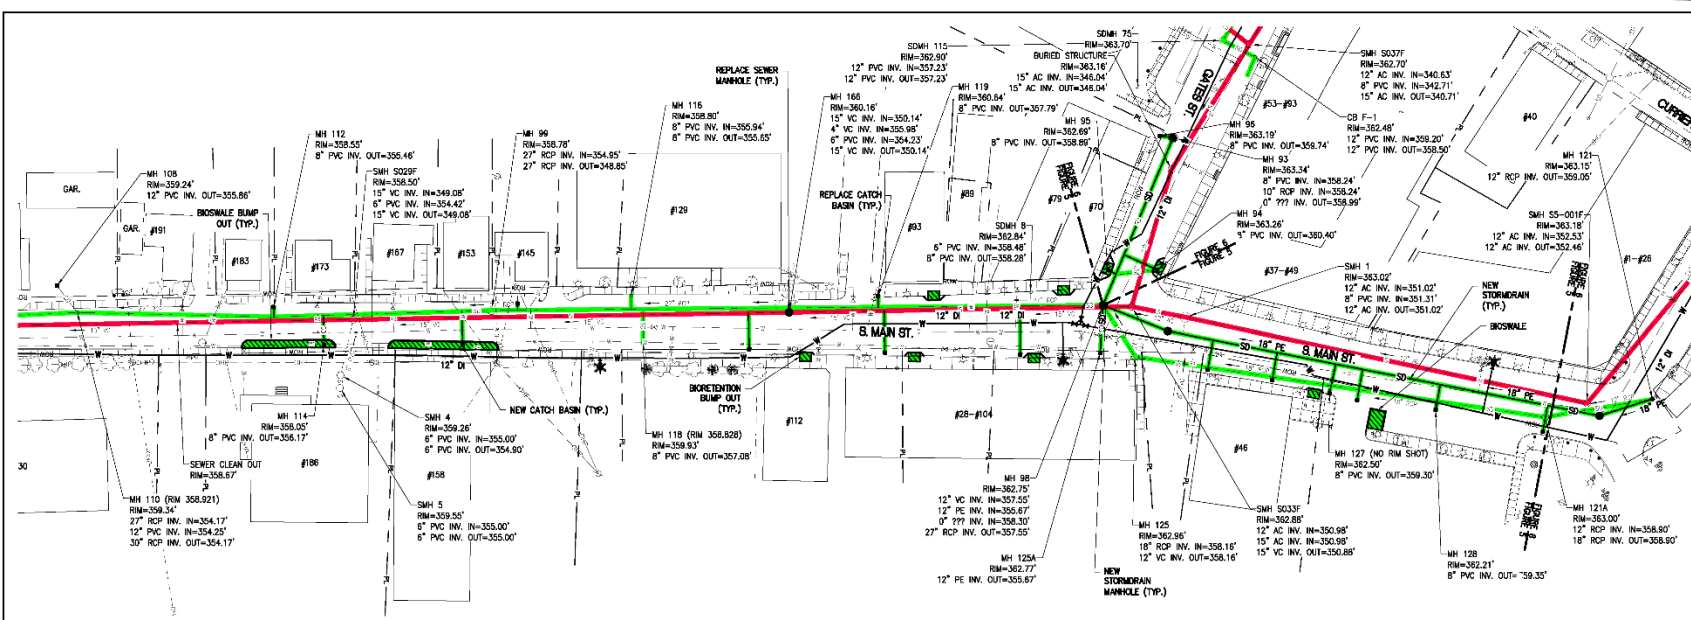 SDMH 75
RIM=363.70'
SDMH 115
RIM=362.90'
12" PVC INV. IN=357.23'
12" PVC INV. OUT=357.23'
BURIED STRUCTURE
RIM=363.16'
15" AC INV. IN=346.04'
15" AC INV. OUT=346.04'
SMH S037F
RIM=362.70'
12" AC INV. IN=340.63'
8" PVC INV. IN=342.71'
15" AC INV. OUT=340.71'
REPLACE SEWER
MANHOLE (TYP.)
GATES ST.
#53-#93
#40
MH 119
RIM=360.64'
8" PVC INV. OUT=357.79'
MH 116
RIM=358.80'
8" PVC INV. IN=355.94'
8" PVC INV. OUT=355.65'
MH 166
RIM=360.16'
15" VC INV. IN=350.14'
4" VC INV. IN=355.98'
6" PVC INV. IN=354.23'
15" VC INV. OUT=350.14'
MH 95
RIM=362.69'
8" PVC INV. OUT=358.89'
MH 96
RIM=363.19'
8" PVC INV. OUT=359.74'
CB F-1
RIM=362.48'
12" PVC INV. IN=359.20'
12" PVC INV. OUT=358.50'
MH 112
RIM=358.55'
8" PVC INV. OUT=355.46'
MH 99
RIM=358.78'
27" RCP INV. IN=354.95'
27" RCP INV. OUT=348.85'
MH 93
RIM=363.34'
8" PVC INV. IN=358.24'
10" RCP INV. IN=358.24'
0" ??? INV. OUT=358.99'
MH 121
RIM=363.15'
12" RCP INV. OUT=359.05'
MH 108
RIM=359.24'
12" PVC INV. OUT=355.86'
SMH S029F
RIM=358.50'
15" VC INV. IN=349.08'
6" PVC INV. IN=354.42'
15" VC INV. OUT=349.08'
GAR.
GAR.
#191
BIOSWALE BUMP
OUT (TYP.)
#183
#173
#167
#153
#145
#129
REPLACE CATCH
BASIN (TYP.)
#93
#89
#79
#70
FIGURE 6
FIGURE 5
SDMH 8
RIM=362.84'
6" PVC INV. IN=358.48'
8" PVC INV. OUT=358.28'
MH 94
RIM=363.26'
8" PVC INV. OUT=360.40'
FIGURE 6
FIGURE 5
SMH S5-001F
RIM=363.18'
12" AC INV. IN=352.53'
12" AC INV. OUT=352.46'
#37-#49
SMH 1
RIM=363.02'
12" AC INV. IN=351.02'
8" PVC INV. IN=351.31'
12" AC INV. OUT=351.02'
#1-#26
NEW
STORMDRAIN
(TYP.)
BIOSWALE
S. MAIN ST.
12" DI
12" DI
12" DI
12" DI
12" DI
SD
18" PE
S. MAIN ST.
SD
18" PE
SD
18" PE
NEW CATCH BASIN (TYP.)
BIORETENTION
BUMP OUT
(TYP.)
#112
#28-#104
#46
MH 114
RIM=358.05'
8" PVC INV. OUT=356.17'
SMH 4
RIM=359.26'
6" PVC INV. IN=355.00'
6" PVC INV. OUT=354.90'
MH 118 (RIM 358.828)
RIM=359.93'
8" PVC INV. OUT=357.08'
MH 127 (NO RIM SHOT)
RIM=362.50'
8" PVC INV. OUT=359.30'
30
SEWER CLEAN OUT
RIM=358.67'
#186
#158
MH 110 (RIM 358.921)
RIM=359.34'
27" RCP INV. IN=354.17'
12" PVC INV. IN=354.25'
30" RCP INV. OUT=354.17'
SMH 5
RIM=359.55'
6" PVC INV. IN=355.00'
6" PVC INV. OUT=355.00'
MH 98
RIM=362.75'
12" VC INV. IN=357.55'
12" PE INV. IN=355.67'
0" ??? INV. IN=358.30'
27" RCP INV. OUT=357.55'
MH 125A
RIM=362.77'
12" PE INV. OUT=355.67'
NEW
STORMDRAIN
MANHOLE (TYP.)
MH 125
RIM=362.96'
18" RCP INV. IN=358.16'
12" VC INV. OUT=358.16'
SMH S033F
RIM=362.88'
12" AC INV. IN=350.98'
15" AC INV. IN=350.98'
15" VC INV. OUT=350.88'
MH 128
RIM=362.21'
8" PVC INV. OUT=359.35'
MH 121A
RIM=363.00'
12" RCP INV. IN=358.90'
18" RCP INV. OUT=358.90'